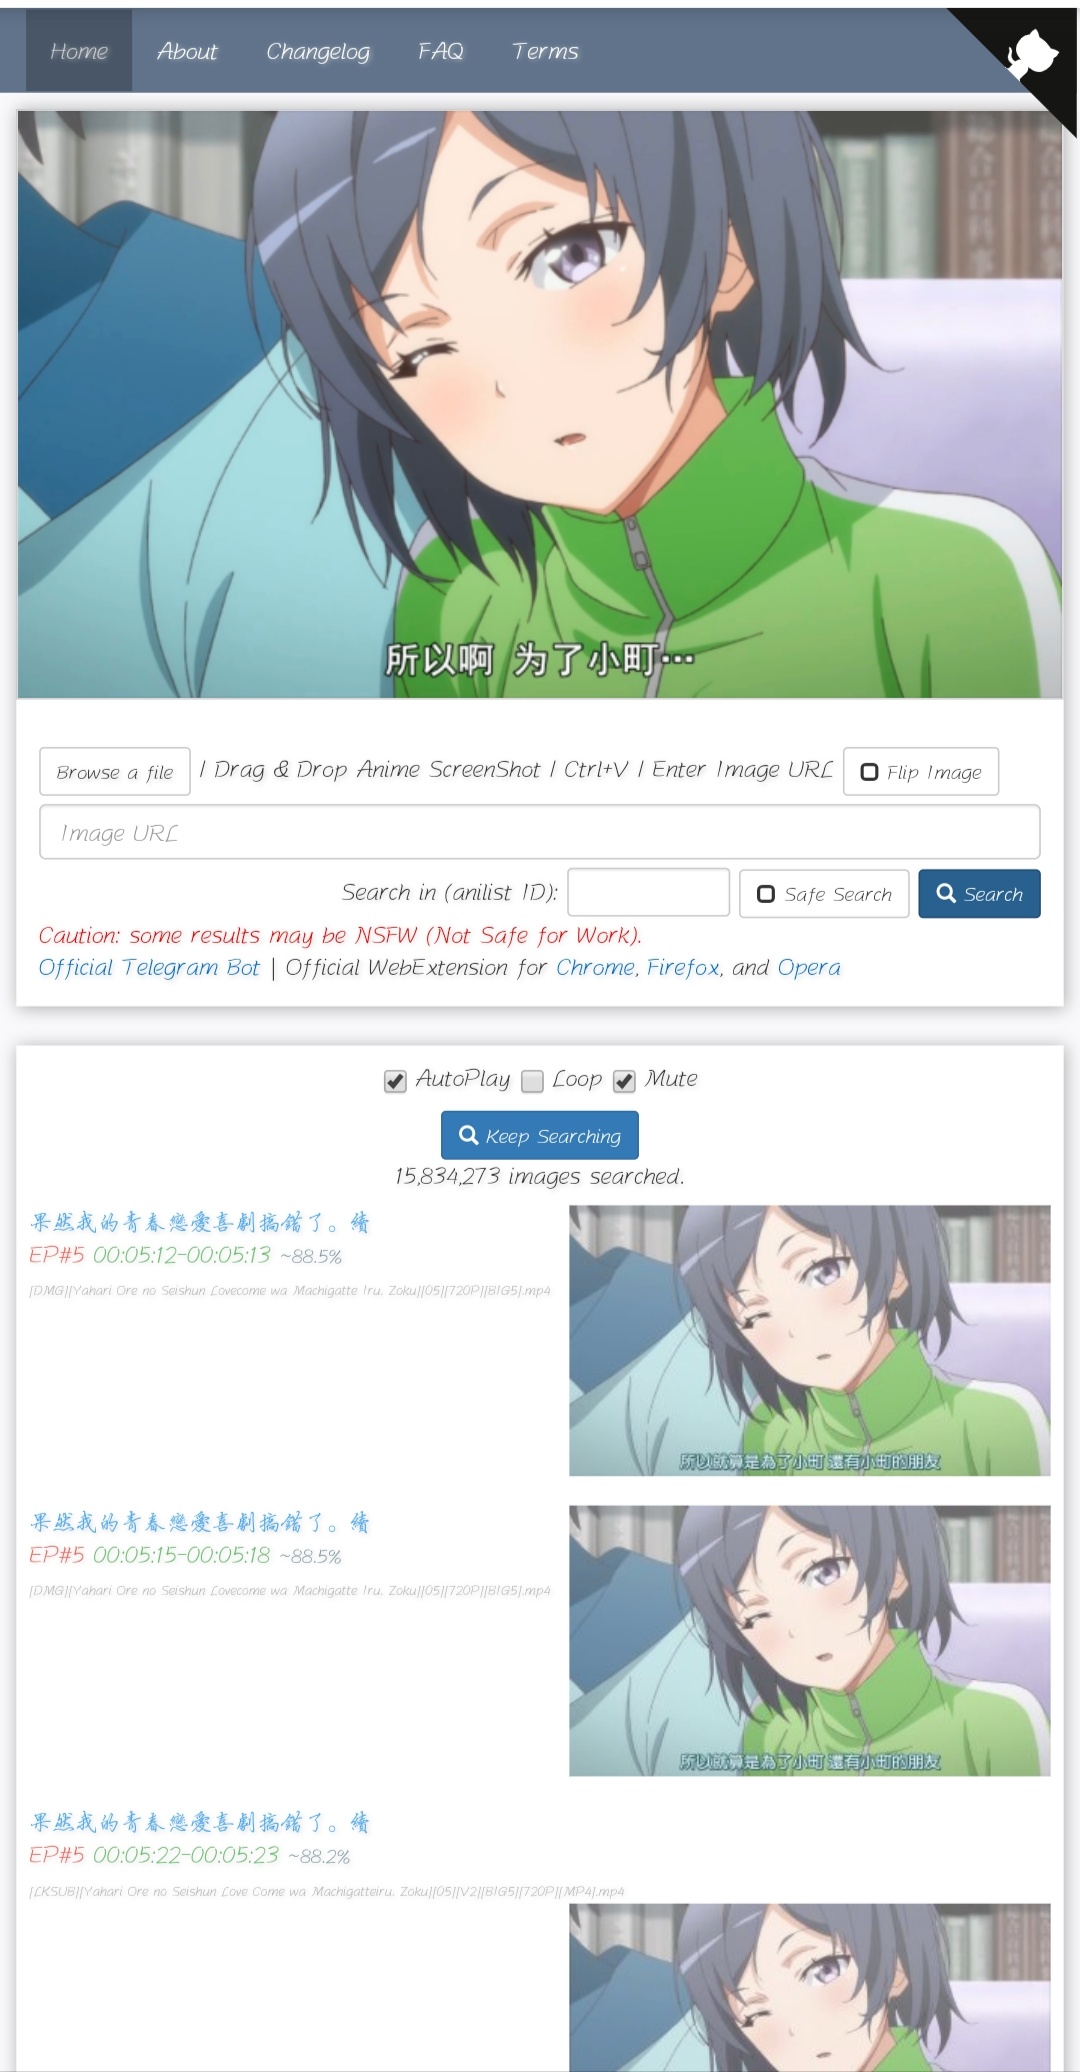 Home About Changelog FAQ Terms
総合百科事
所以啊 为了小町…
Browse a file | Drag & Drop Anime ScreenShot | Ctrl+V | Enter Image URL Flip Image
Image URL
Search in (anilist ID): Safe Search Search
Caution: some results may be NSFW (Not Safe for Work).
Official Telegram Bot | Official WebExtension for Chrome, Firefox, and Opera
AutoPlay Loop Mute
Keep Searching
15,834,273 images searched.
果然我的青春戀愛喜劇搞錯了。續
EP#5 00:05:12-00:05:13 ~88.5%
[DMG][Yahari Ore no Seishun Lovecome wa Machigatte Iru. Zoku][05][720P][BIG5].mp4
所以就算是為了小町 還有小町的朋友
果然我的青春戀愛喜劇搞錯了。續
EP#5 00:05:15-00:05:18 ~88.5%
[DMG][Yahari Ore no Seishun Lovecome wa Machigatte Iru. Zoku][05][720P][BIG5].mp4
所以就算是為了小町 還有小町的朋友
果然我的青春戀愛喜劇搞錯了。續
EP#5 00:05:22-00:05:23 ~88.2%
[LKSUB][Yahari Ore no Seishun Love Come wa Machigatteiru. Zoku][05][V2][BIG5][720P][MP4].mp4